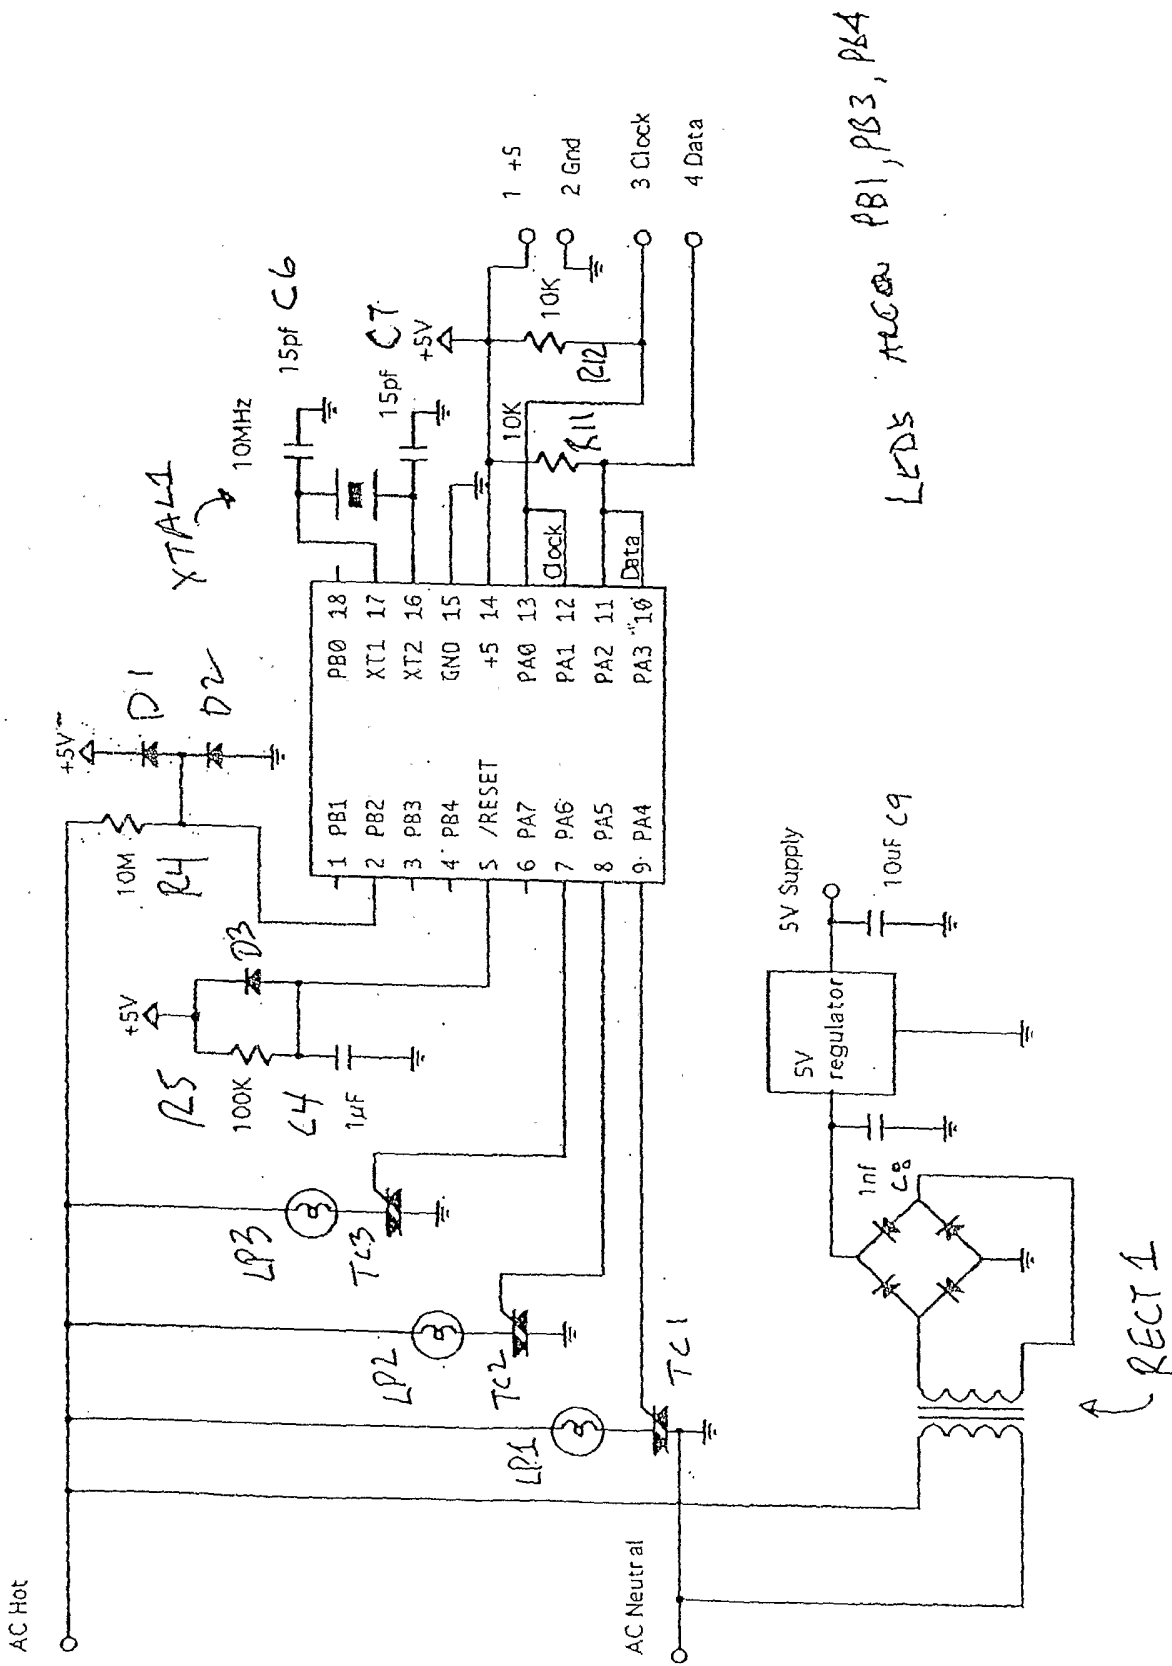 AC Hot
AC Neutral
LP1
LP2
LP3
TC1
TC2
TC3
R5
100K
C4
1µF
+5V
D3
10M
R4
+5V
D1
D2
XTAL1
10MHz
15pf C6
15pf C7
+5V
1 PB1
2 PB2
3 PB3
4 PB4
5 /RESET
6 PA7
7 PA6
8 PA5
9 PA4
PB0 18
XT1 17
XT2 16
GND 15
+5 14
PA0 13
PA1 12
PA2 11
PA3 10
Clock
Data
10K
R11
10K
R12
1 +5
2 Gnd
3 Clock
4 Data
RECT1
1nf
C8
5V
regulator
5V Supply
10uF C9
LEDS PB1, PB3, PB4